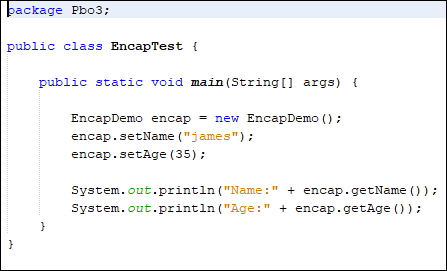 package Pbo3;
public class EncapTest {
public static void main(String[] args) {
EncapDemo encap = new EncapDemo();
encap.setName("james");
encap.setAge(35);
System.out.println("Name:" + encap.getName());
System.out.println("Age:" + encap.getAge());
}
}